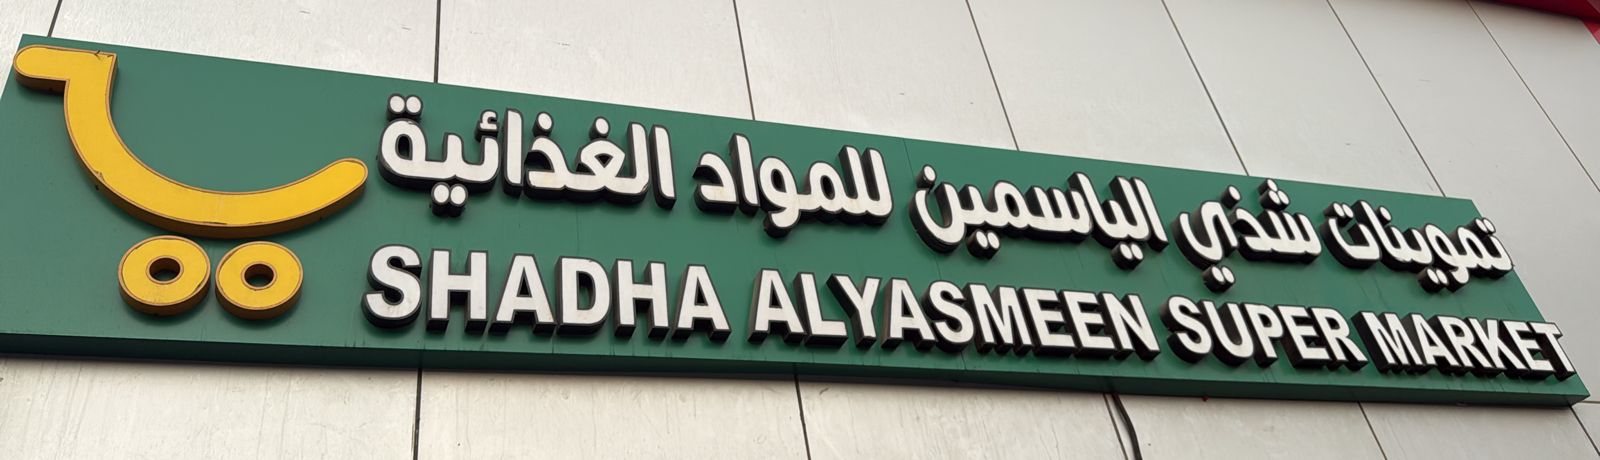 تموينات شذي الياسمين للمواد الغذائية
SHADHA ALYASMEEN SUPER MARKET